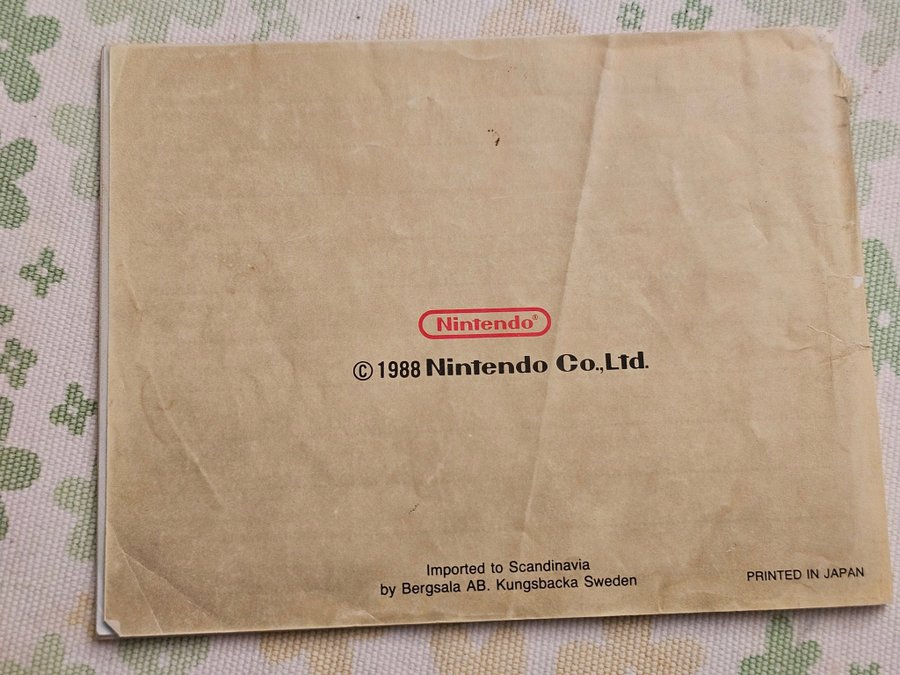 Nintendo®
© 1988 Nintendo Co.,Ltd.
Imported to Scandinavia
by Bergsala AB. Kungsbacka Sweden
PRINTED IN JAPAN